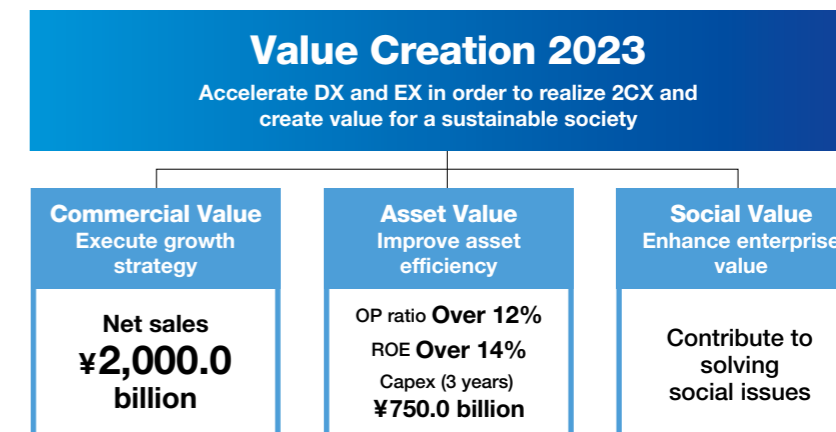 Value Creation 2023
Accelerate DX and EX in order to realize 2CX and
create value for a sustainable society
Commercial Value
Execute growth
strategy
Net sales
¥2,000.0
billion
Asset Value
Improve asset
efficiency
OP ratio Over 12%
ROE Over 14%
Capex (3 years)
¥750.0 billion
Social Value
Enhance enterprise
value
Contribute to
solving
social issues